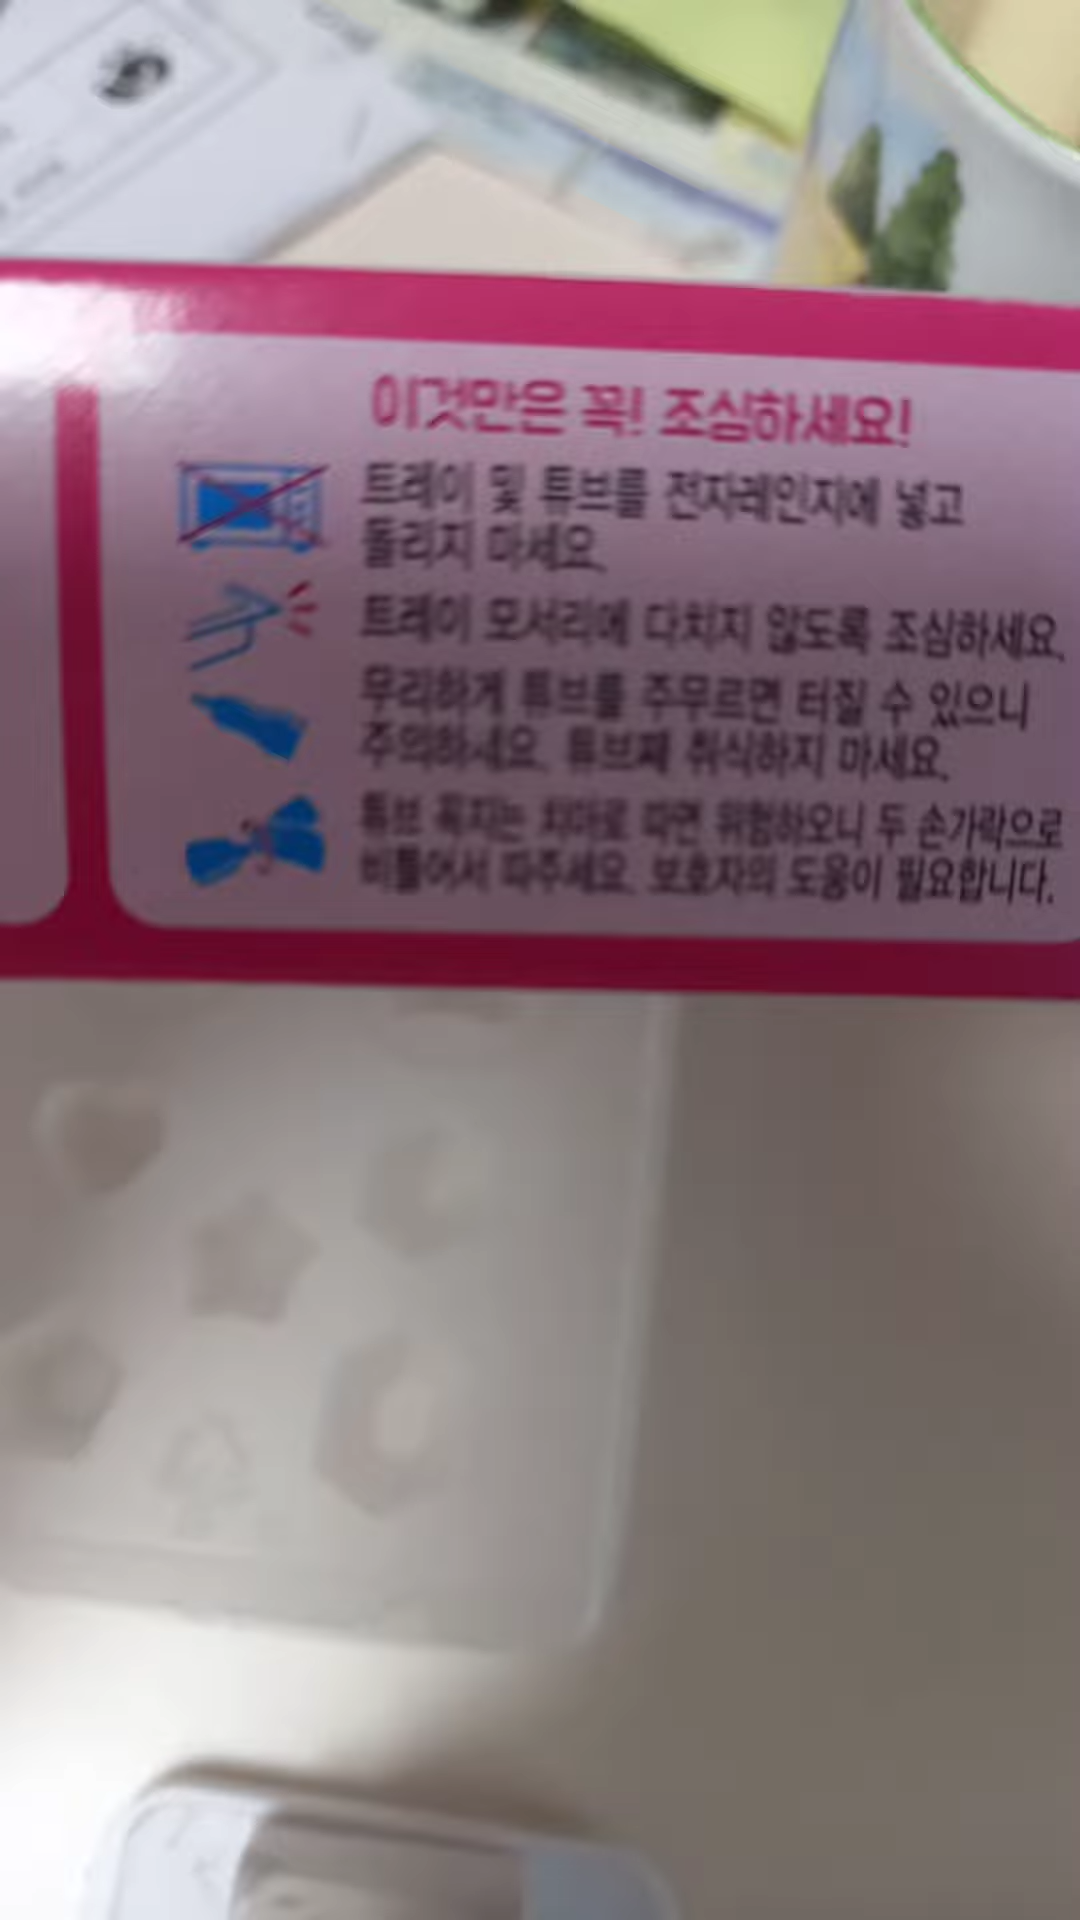 이것만은 꼭! 조심하세요!
트레이 및 튜브를 전자레인지에 넣고
돌리지 마세요.
트레이 모서리에 다치지 않도록 조심하세요.
무리하게 튜브를 주무르면 터질 수 있으니
주의하세요. 튜브째 취식하지 마세요.
튜브 꼭지는 치아로 따면 위험하오니 두 손가락으로
비틀어서 따주세요. 보호자의 도움이 필요합니다.